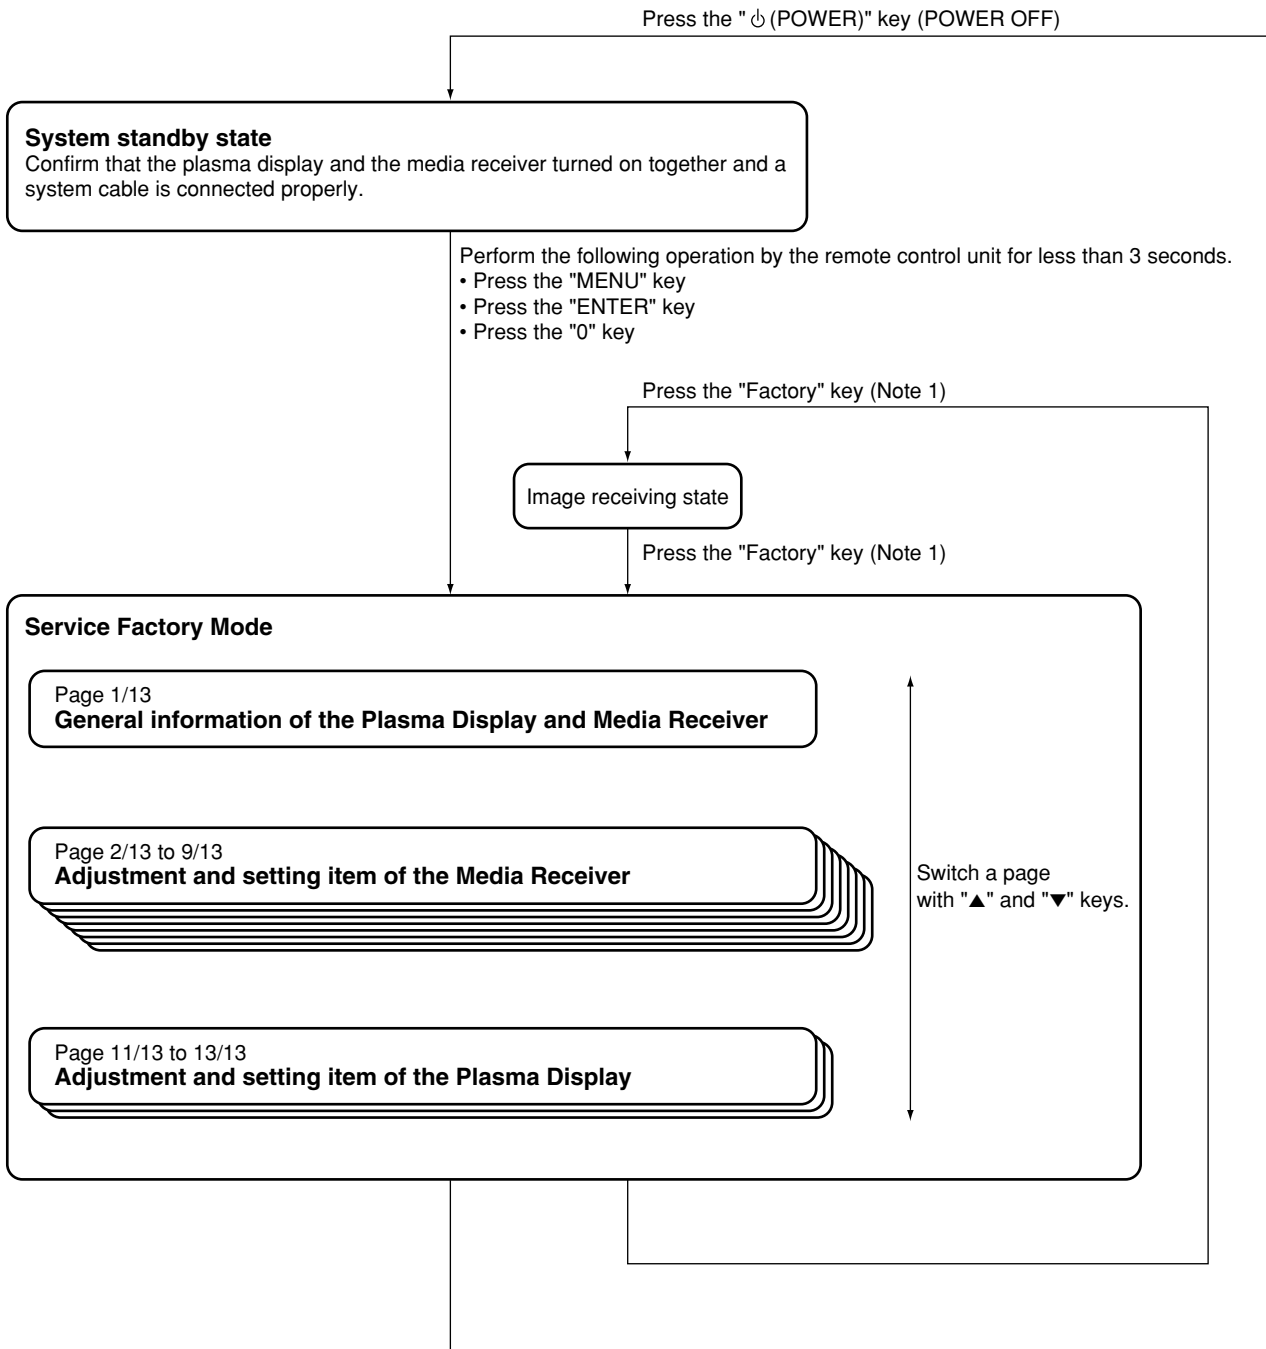 Press the "⏻(POWER)" key (POWER OFF)
System standby state
Confirm that the plasma display and the media receiver turned on together and a
system cable is connected properly.
Perform the following operation by the remote control unit for less than 3 seconds.
• Press the "MENU" key
• Press the "ENTER" key
• Press the "0" key
Press the "Factory" key (Note 1)
Image receiving state
Press the "Factory" key (Note 1)
Service Factory Mode
Page 1/13
General information of the Plasma Display and Media Receiver
Page 2/13 to 9/13
Adjustment and setting item of the Media Receiver
Switch a page
with "▲" and "▼" keys.
Page 11/13 to 13/13
Adjustment and setting item of the Plasma Display